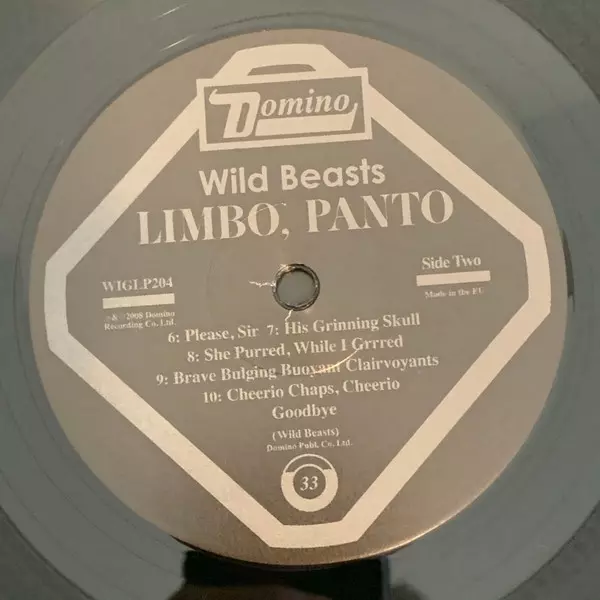 Domino
Wild Beasts
LIMBO, PANTO
WIGLP204
Side Two
℗ & © 2008 Domino
Recording Co. Ltd.
Made in the EU
6: Please, Sir 7: His Grinning Skull
8: She Purred, While I Grrred
9: Brave Bulging Buoyant Clairvoyants
10: Cheerio Chaps, Cheerio
Goodbye
(Wild Beasts)
Domino Publ. Co. Ltd.
33